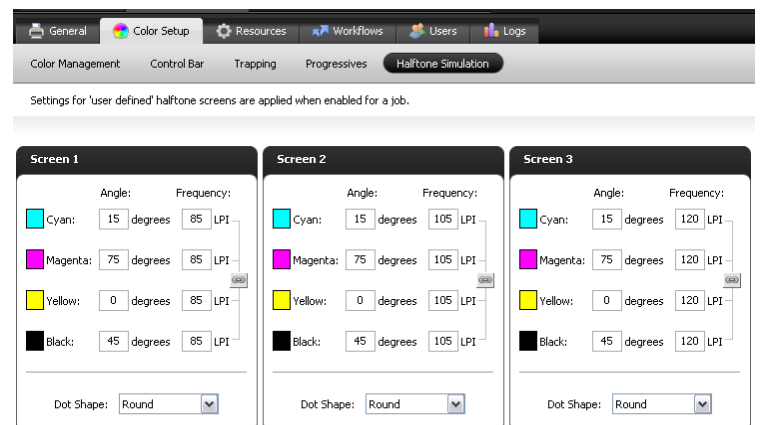 General Color Setup Resources Workflows Users Logs
Color Management Control Bar Trapping Progressives Halftone Simulation
Settings for 'user defined' halftone screens are applied when enabled for a job.
Screen 1
Angle: Frequency:
Cyan: 15 degrees 85 LPI
Magenta: 75 degrees 85 LPI
Yellow: 0 degrees 85 LPI
Black: 45 degrees 85 LPI
Dot Shape: Round
Screen 2
Angle: Frequency:
Cyan: 15 degrees 105 LPI
Magenta: 75 degrees 105 LPI
Yellow: 0 degrees 105 LPI
Black: 45 degrees 105 LPI
Dot Shape: Round
Screen 3
Angle: Frequency:
Cyan: 15 degrees 120 LPI
Magenta: 75 degrees 120 LPI
Yellow: 0 degrees 120 LPI
Black: 45 degrees 120 LPI
Dot Shape: Round